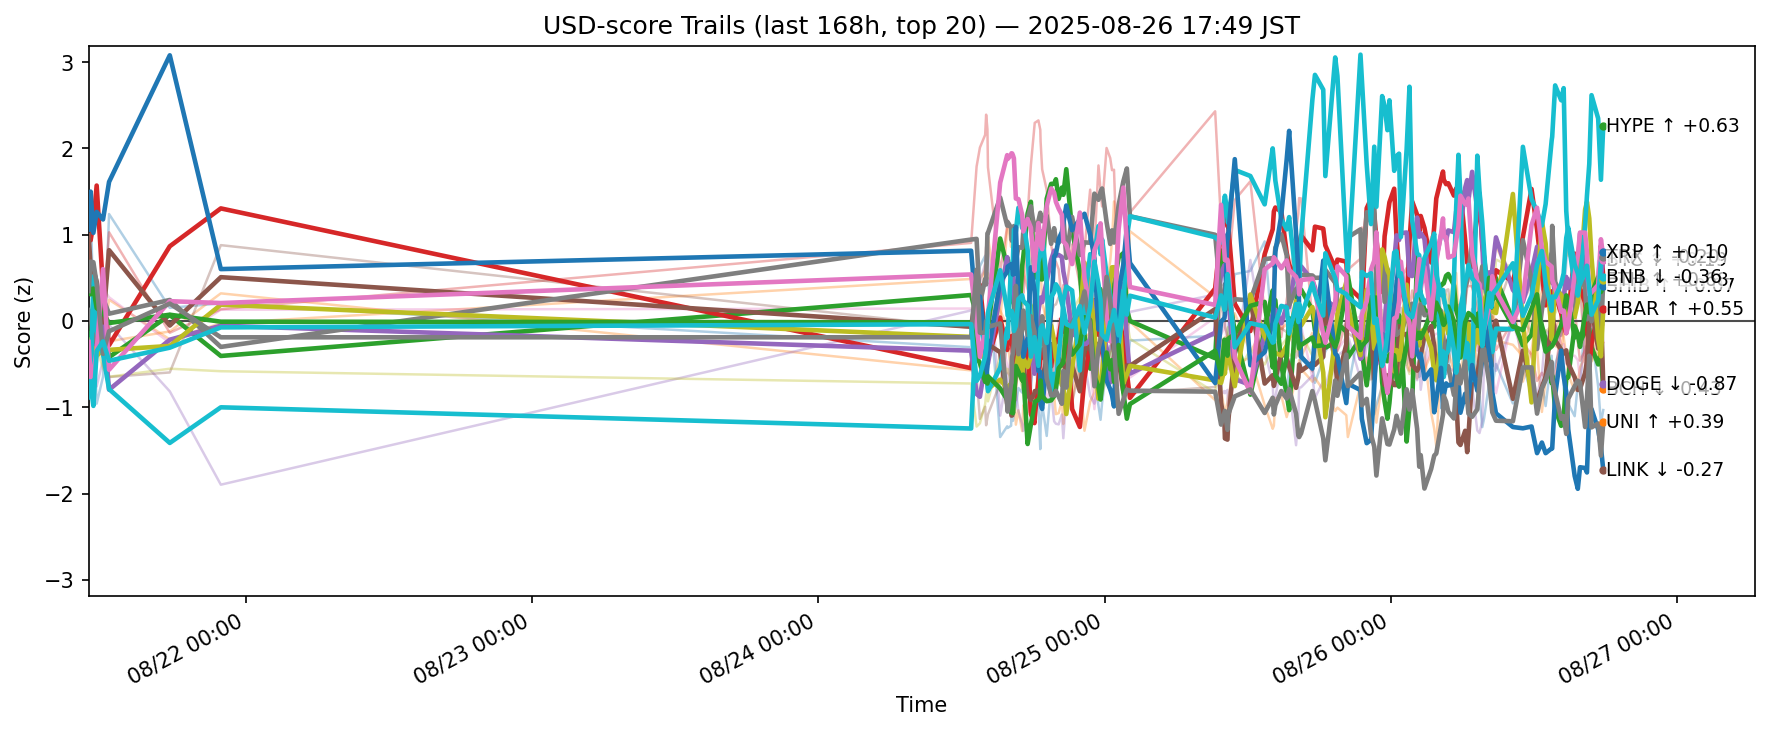 USD-score Trails (last 168h, top 20) — 2025-08-26 17:49 JST
Score (z)
3
2
1
0
−1
−2
−3
HYPE ↑ +0.63
XRP ↑ +0.10
BNB ↓ -0.36
HBAR ↑ +0.55
DOGE ↓ -0.87
UNI ↑ +0.39
LINK ↓ -0.27
08/22 00:00
08/23 00:00
08/24 00:00
08/25 00:00
08/26 00:00
08/27 00:00
Time